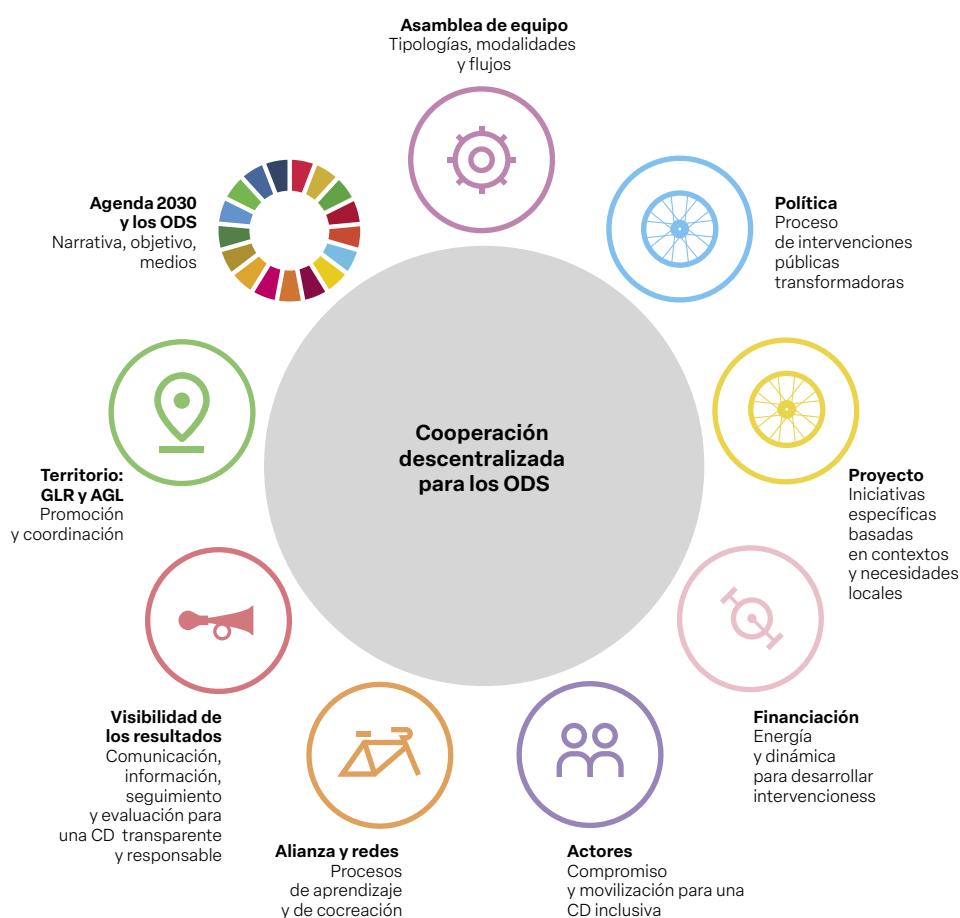 Asamblea de equipo
Tipologías, modalidades
y flujos
Política
Proceso
de intervenciones
públicas
transformadoras
Proyecto
Iniciativas
específicas
basadas
en contextos
y necesidades
locales
Financiación
Energía
y dinámica
para desarrollar
intervencioness
Actores
Compromiso
y movilización para una
CD inclusiva
Alianza y redes
Procesos
de aprendizaje
y de cocreación
Visibilidad de
los resultados
Comunicación,
información,
seguimiento
y evaluación para
una CD transparente
y responsable
Territorio:
GLR y AGL
Promoción
y coordinación
Agenda 2030
y los ODS
Narrativa, objetivo,
medios
Cooperación
descentralizada
para los ODS